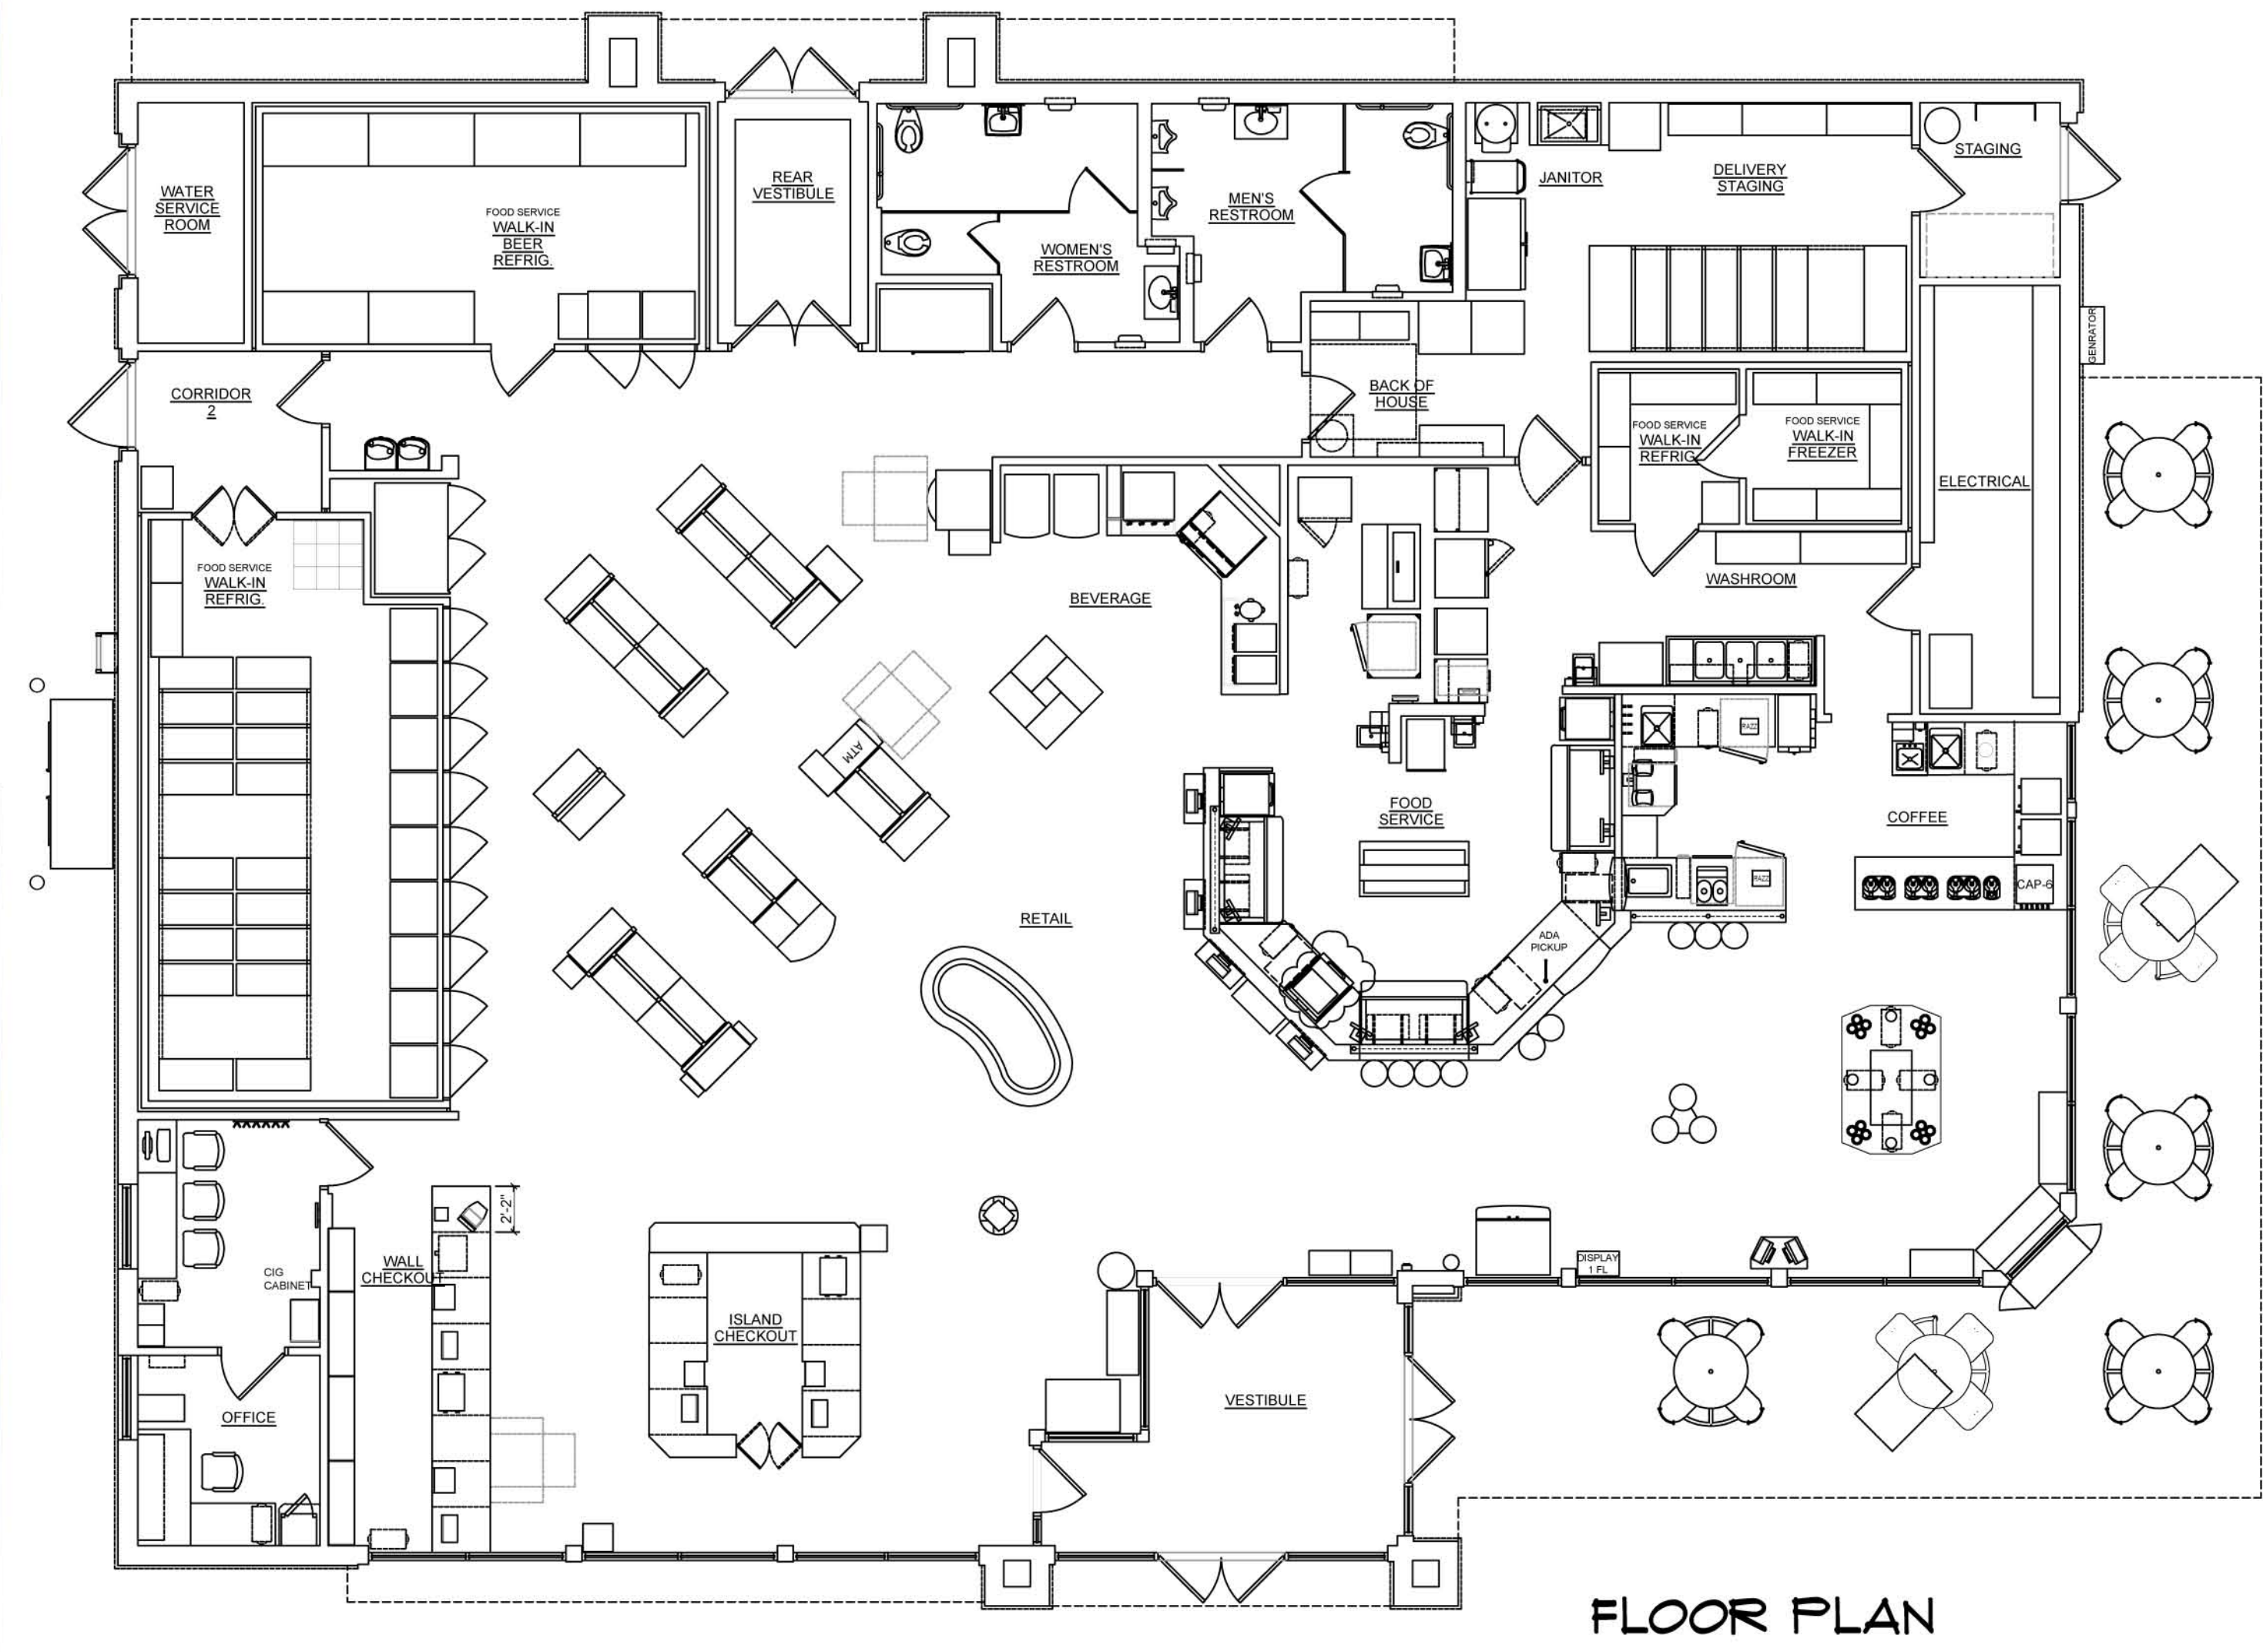 WATER
SERVICE
ROOM
FOOD SERVICE
WALK-IN
BEER
REFRIG.
REAR
VESTIBULE
WOMEN'S
RESTROOM
MEN'S
RESTROOM
JANITOR
DELIVERY
STAGING
STAGING
GENRATOR
CORRIDOR
2
BACK OF
HOUSE
FOOD SERVICE
WALK-IN
REFRIG.
FOOD SERVICE
WALK-IN
FREEZER
ELECTRICAL
FOOD SERVICE
WALK-IN
REFRIG.
BEVERAGE
WASHROOM
ATM
RAZZ
FOOD
SERVICE
COFFEE
RAZZ
CAP-6
RETAIL
ADA
PICKUP
2'-2"
WALL
CHECKOUT
CIG
CABINET
ISLAND
CHECKOUT
DISPLAY
1 FL
OFFICE
VESTIBULE
FLOOR PLAN